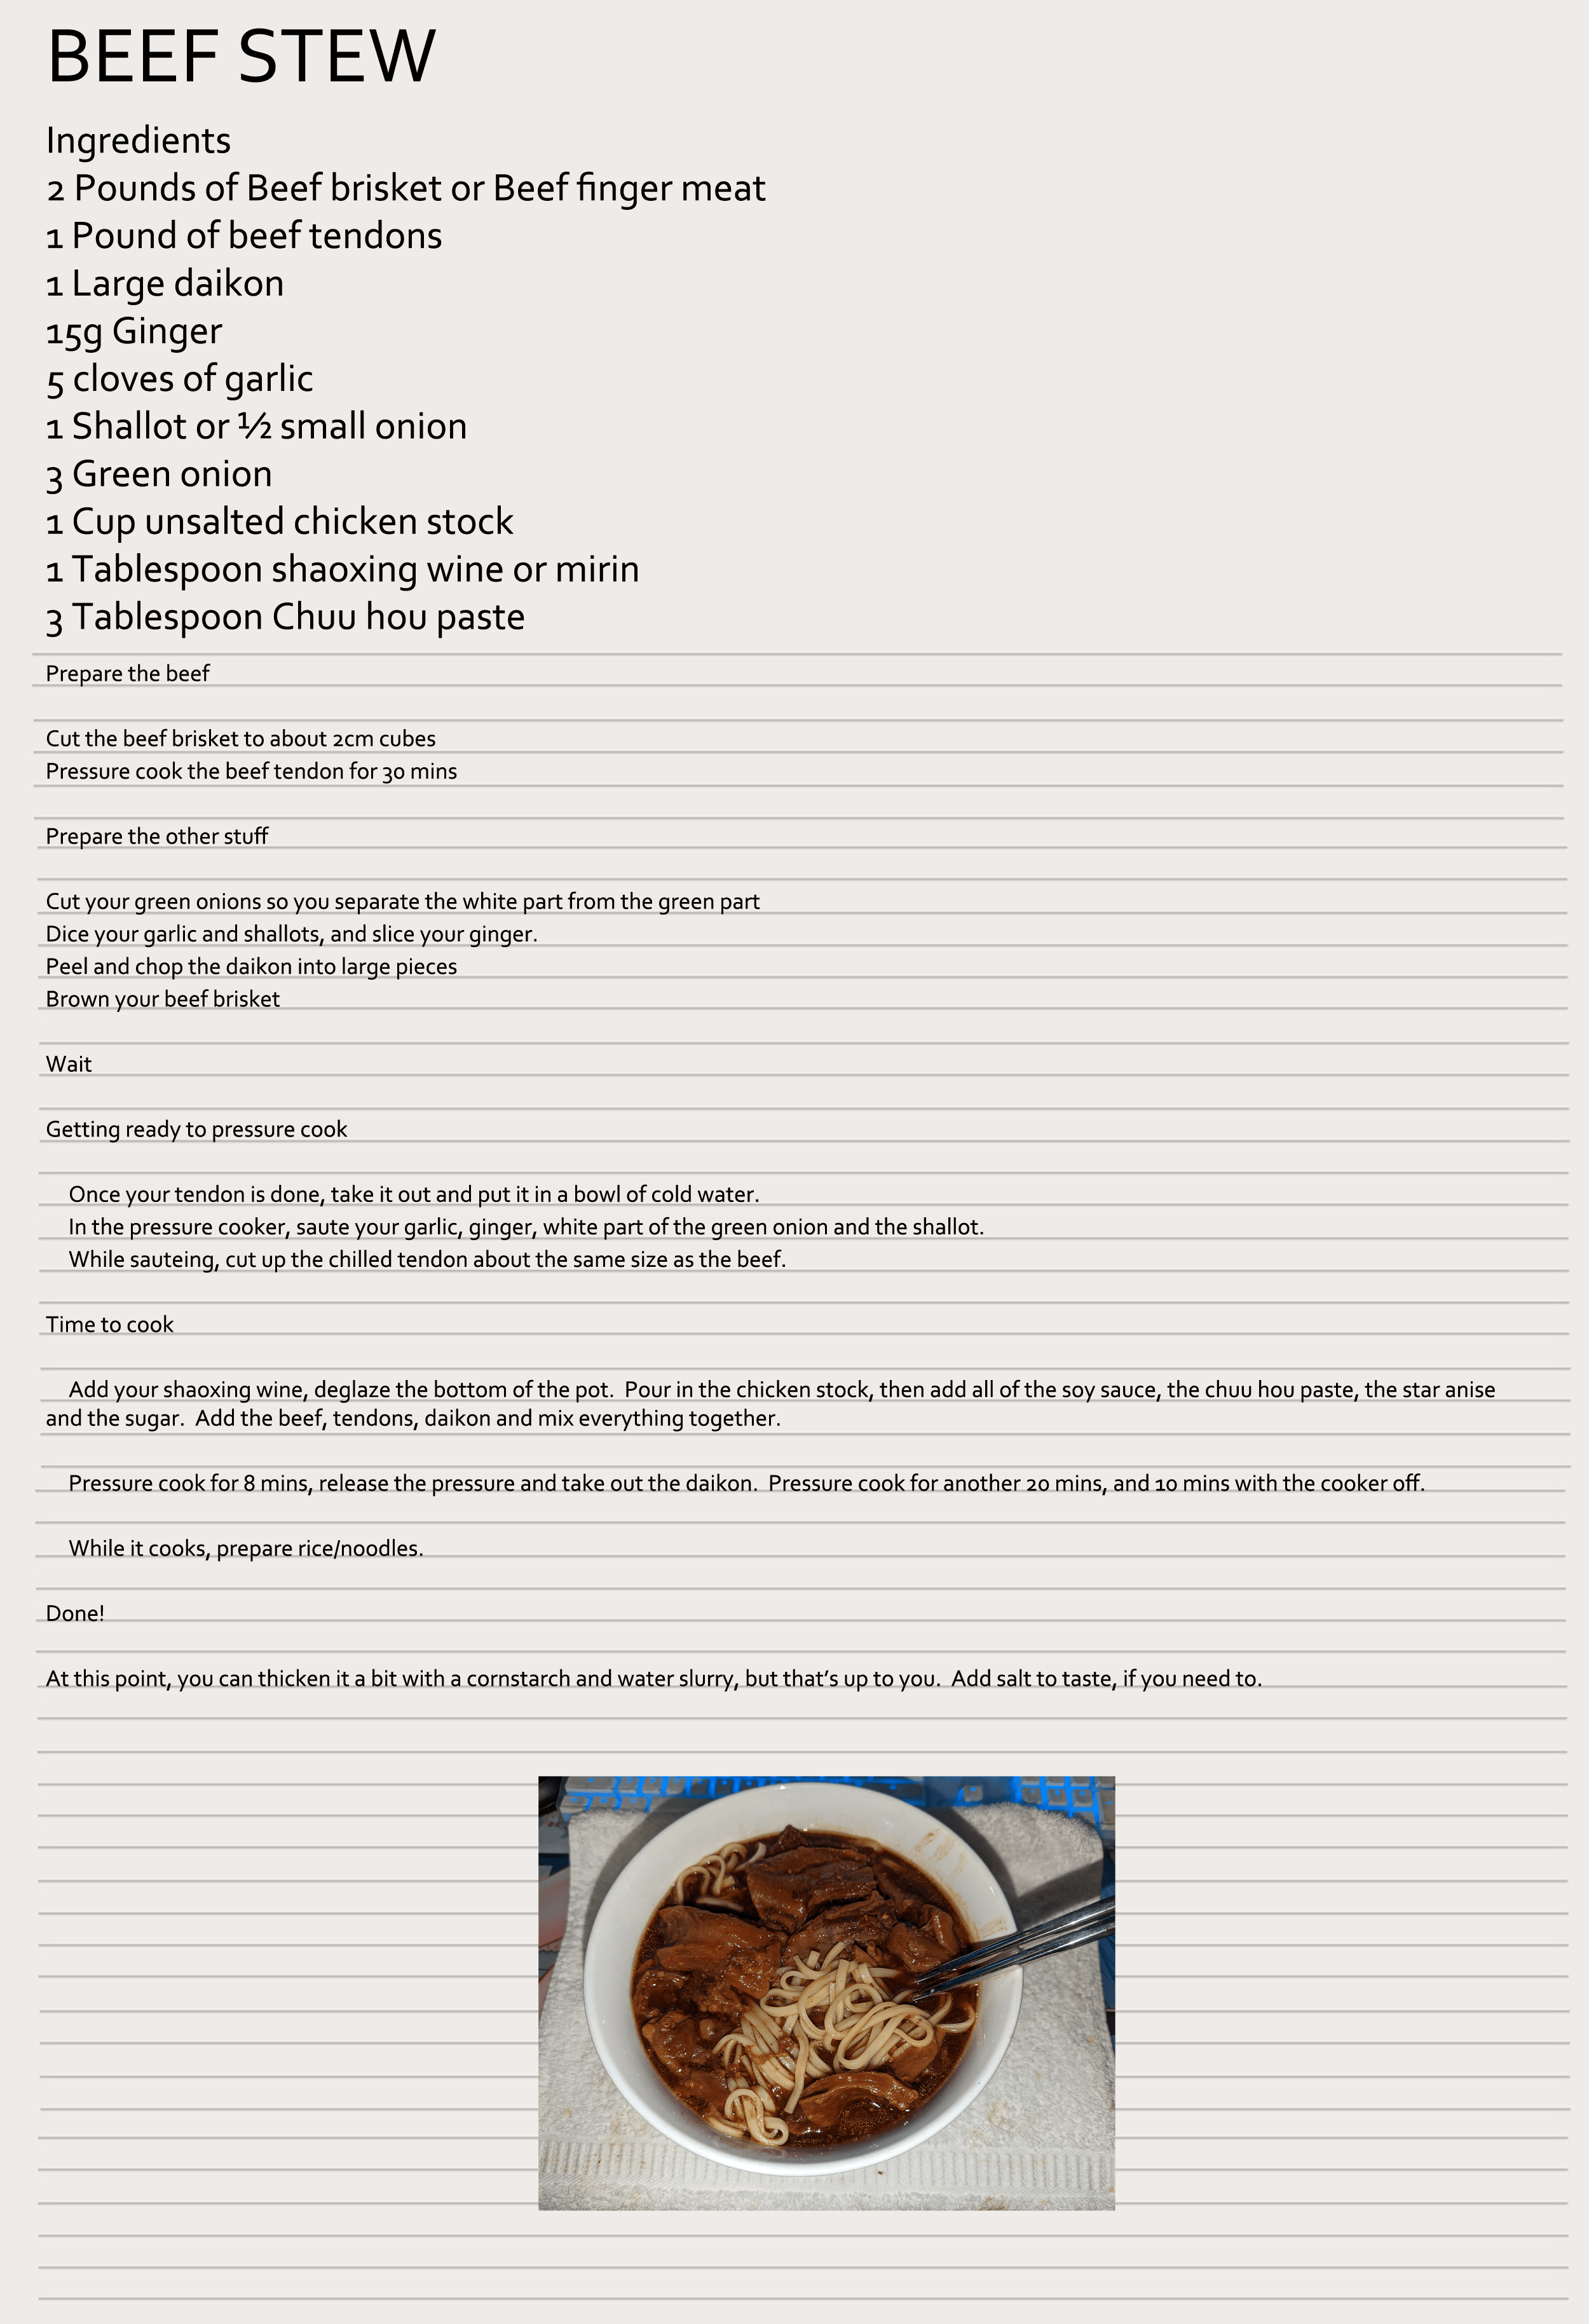 BEEF STEW
Ingredients
2 Pounds of Beef brisket or Beef finger meat
1 Pound of beef tendons
1 Large daikon
15g Ginger
5 cloves of garlic
1 Shallot or ½ small onion
3 Green onion
1 Cup unsalted chicken stock
1 Tablespoon shaoxing wine or mirin
3 Tablespoon Chuu hou paste
Prepare the beef
Cut the beef brisket to about 2cm cubes
Pressure cook the beef tendon for 30 mins
Prepare the other stuff
Cut your green onions so you separate the white part from the green part
Dice your garlic and shallots, and slice your ginger.
Peel and chop the daikon into large pieces
Brown your beef brisket
Wait
Getting ready to pressure cook
Once your tendon is done, take it out and put it in a bowl of cold water.
In the pressure cooker, saute your garlic, ginger, white part of the green onion and the shallot.
While sauteing, cut up the chilled tendon about the same size as the beef.
Time to cook
Add your shaoxing wine, deglaze the bottom of the pot.  Pour in the chicken stock, then add all of the soy sauce, the chuu hou paste, the star anise
and the sugar.  Add the beef, tendons, daikon and mix everything together.
Pressure cook for 8 mins, release the pressure and take out the daikon.  Pressure cook for another 20 mins, and 10 mins with the cooker off.
While it cooks, prepare rice/noodles.
Done!
At this point, you can thicken it a bit with a cornstarch and water slurry, but that’s up to you.  Add salt to taste, if you need to.